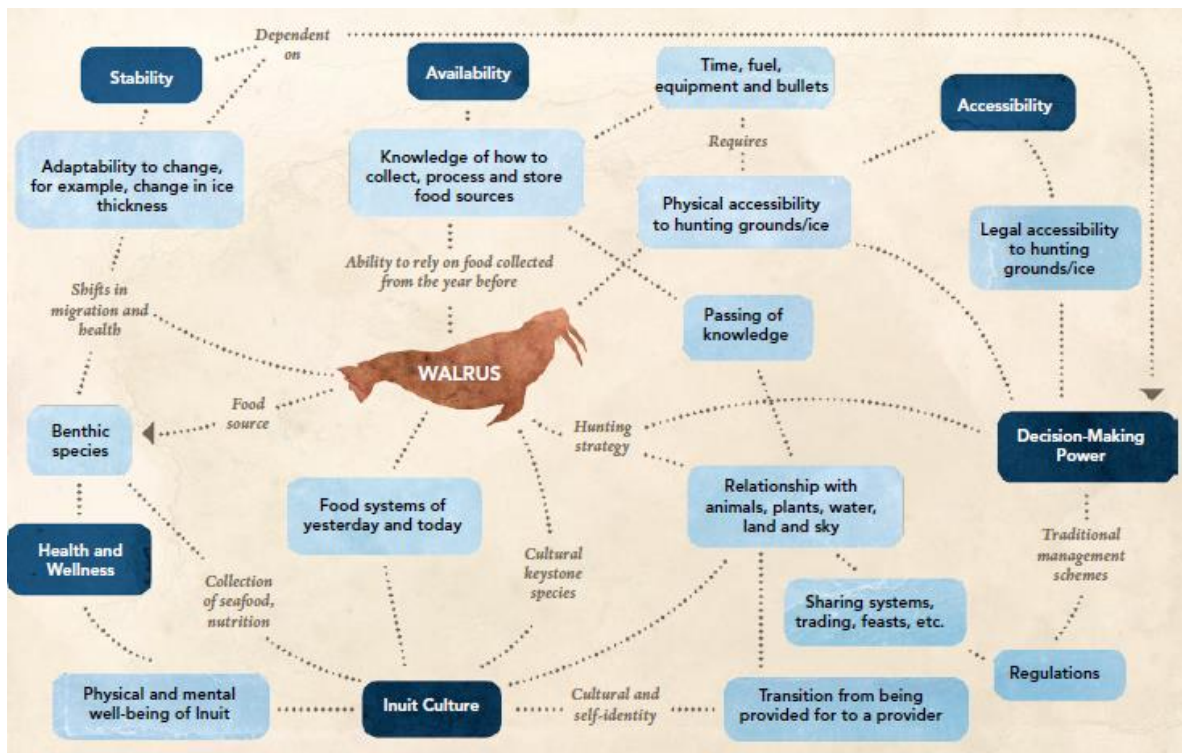 Dependent
on
Stability
Availability
Time, fuel,
equipment and bullets
Accessibility
Adaptability to change,
for example, change in ice
thickness
Knowledge of how to
collect, process and store
food sources
Requires
Physical accessibility
to hunting grounds/ice
Legal accessibility
to hunting
grounds/ice
Shifts in
migration and
health
Ability to rely on food collected
from the year before
Passing of
knowledge
WALRUS
Food
source
Benthic
species
Hunting
strategy
Decision-Making
Power
Food systems of
yesterday and today
Relationship with
animals, plants, water,
land and sky
Health and
Wellness
Collection
of seafood,
nutrition
Cultural
keystone
species
Traditional
management
schemes
Sharing systems,
trading, feasts, etc.
Regulations
Physical and mental
well-being of Inuit
Inuit Culture
Cultural and
self-identity
Transition from being
provided for to a provider